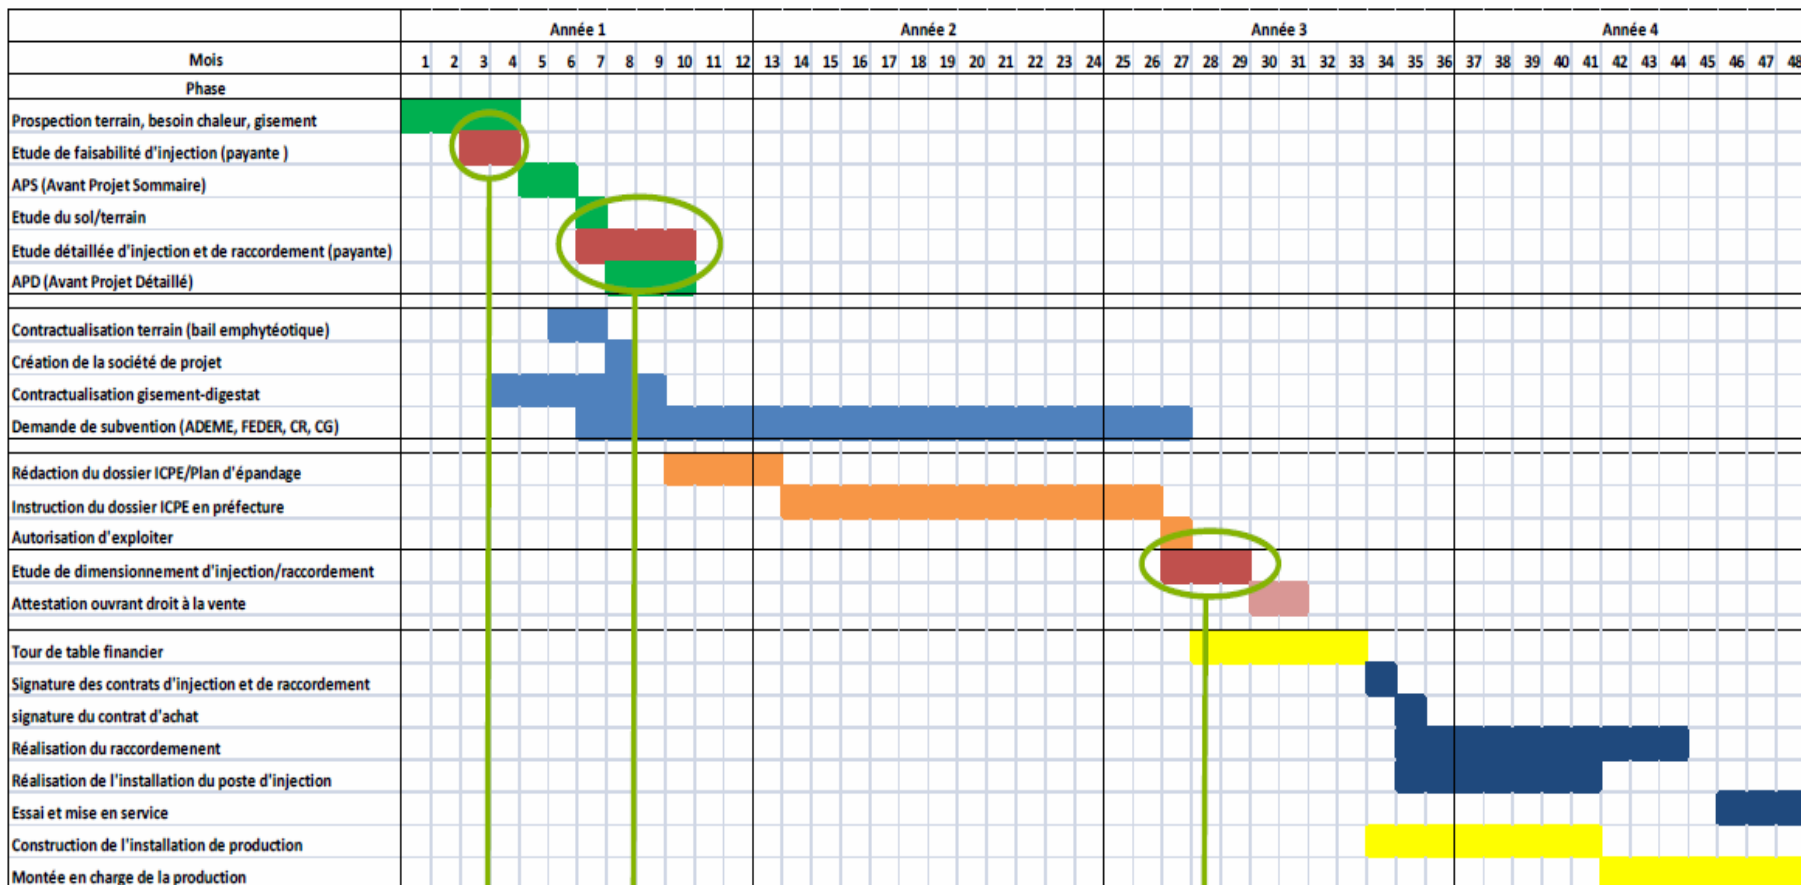 Année 1 Année 2 Année 3 Année 4
Mois 1 2 3 4 5 6 7 8 9 10 11 12 13 14 15 16 17 18 19 20 21 22 23 24 25 26 27 28 29 30 31 32 33 34 35 36 37 38 39 40 41 42 43 44 45 46 47 48
Phase
Prospection terrain, besoin chaleur, gisement
Etude de faisabilité d'injection (payante )
APS (Avant Projet Sommaire)
Etude du sol/terrain
Etude détaillée d'injection et de raccordement (payante)
APD (Avant Projet Détaillé)
Contractualisation terrain (bail emphytéotique)
Création de la société de projet
Contractualisation gisement-digestat
Demande de subvention (ADEME, FEDER, CR, CG)
Rédaction du dossier ICPE/Plan d'épandage
Instruction du dossier ICPE en préfecture
Autorisation d'exploiter
Etude de dimensionnement d'injection/raccordement
Attestation ouvrant droit à la vente
Tour de table financier
Signature des contrats d'injection et de raccordement
signature du contrat d'achat
Réalisation du raccordemenent
Réalisation de l'installation du poste d'injection
Essai et mise en service
Construction de l'installation de production
Montée en charge de la production